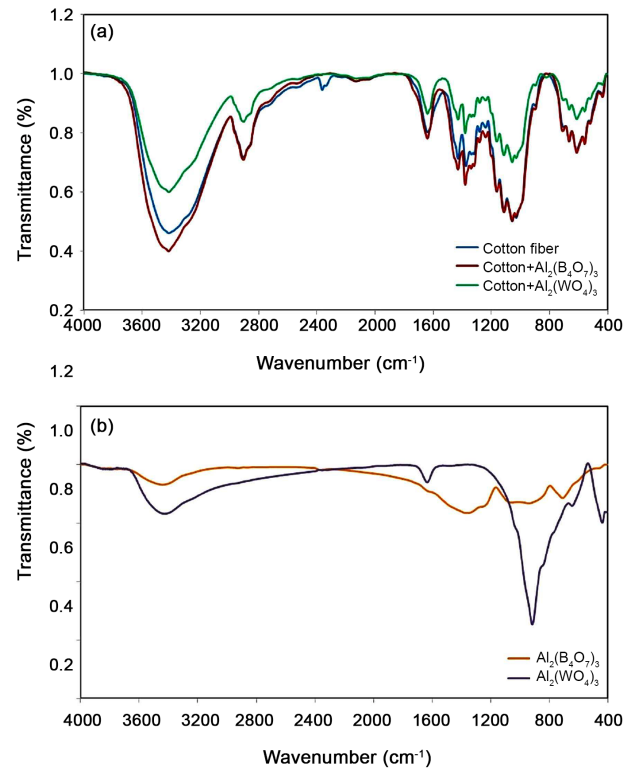 1.2
(a)
1.0
0.8
0.6
0.4
0.2
Transmittamce (%)
Cotton fiber
Cotton+Al₂(B₄O₇)₃
Cotton+Al₂(WO₄)₃
4000 3600 3200 2800 2400 2000 1600 1200 800 400
Wavenumber (cm⁻¹)
1.2
(b)
1.0
0.8
0.6
0.4
0.2
Transmittance (%)
Al₂(B₄O₇)₃
Al₂(WO₄)₃
4000 3600 3200 2800 2400 2000 1600 1200 800 400
Wavenumber (cm⁻¹)